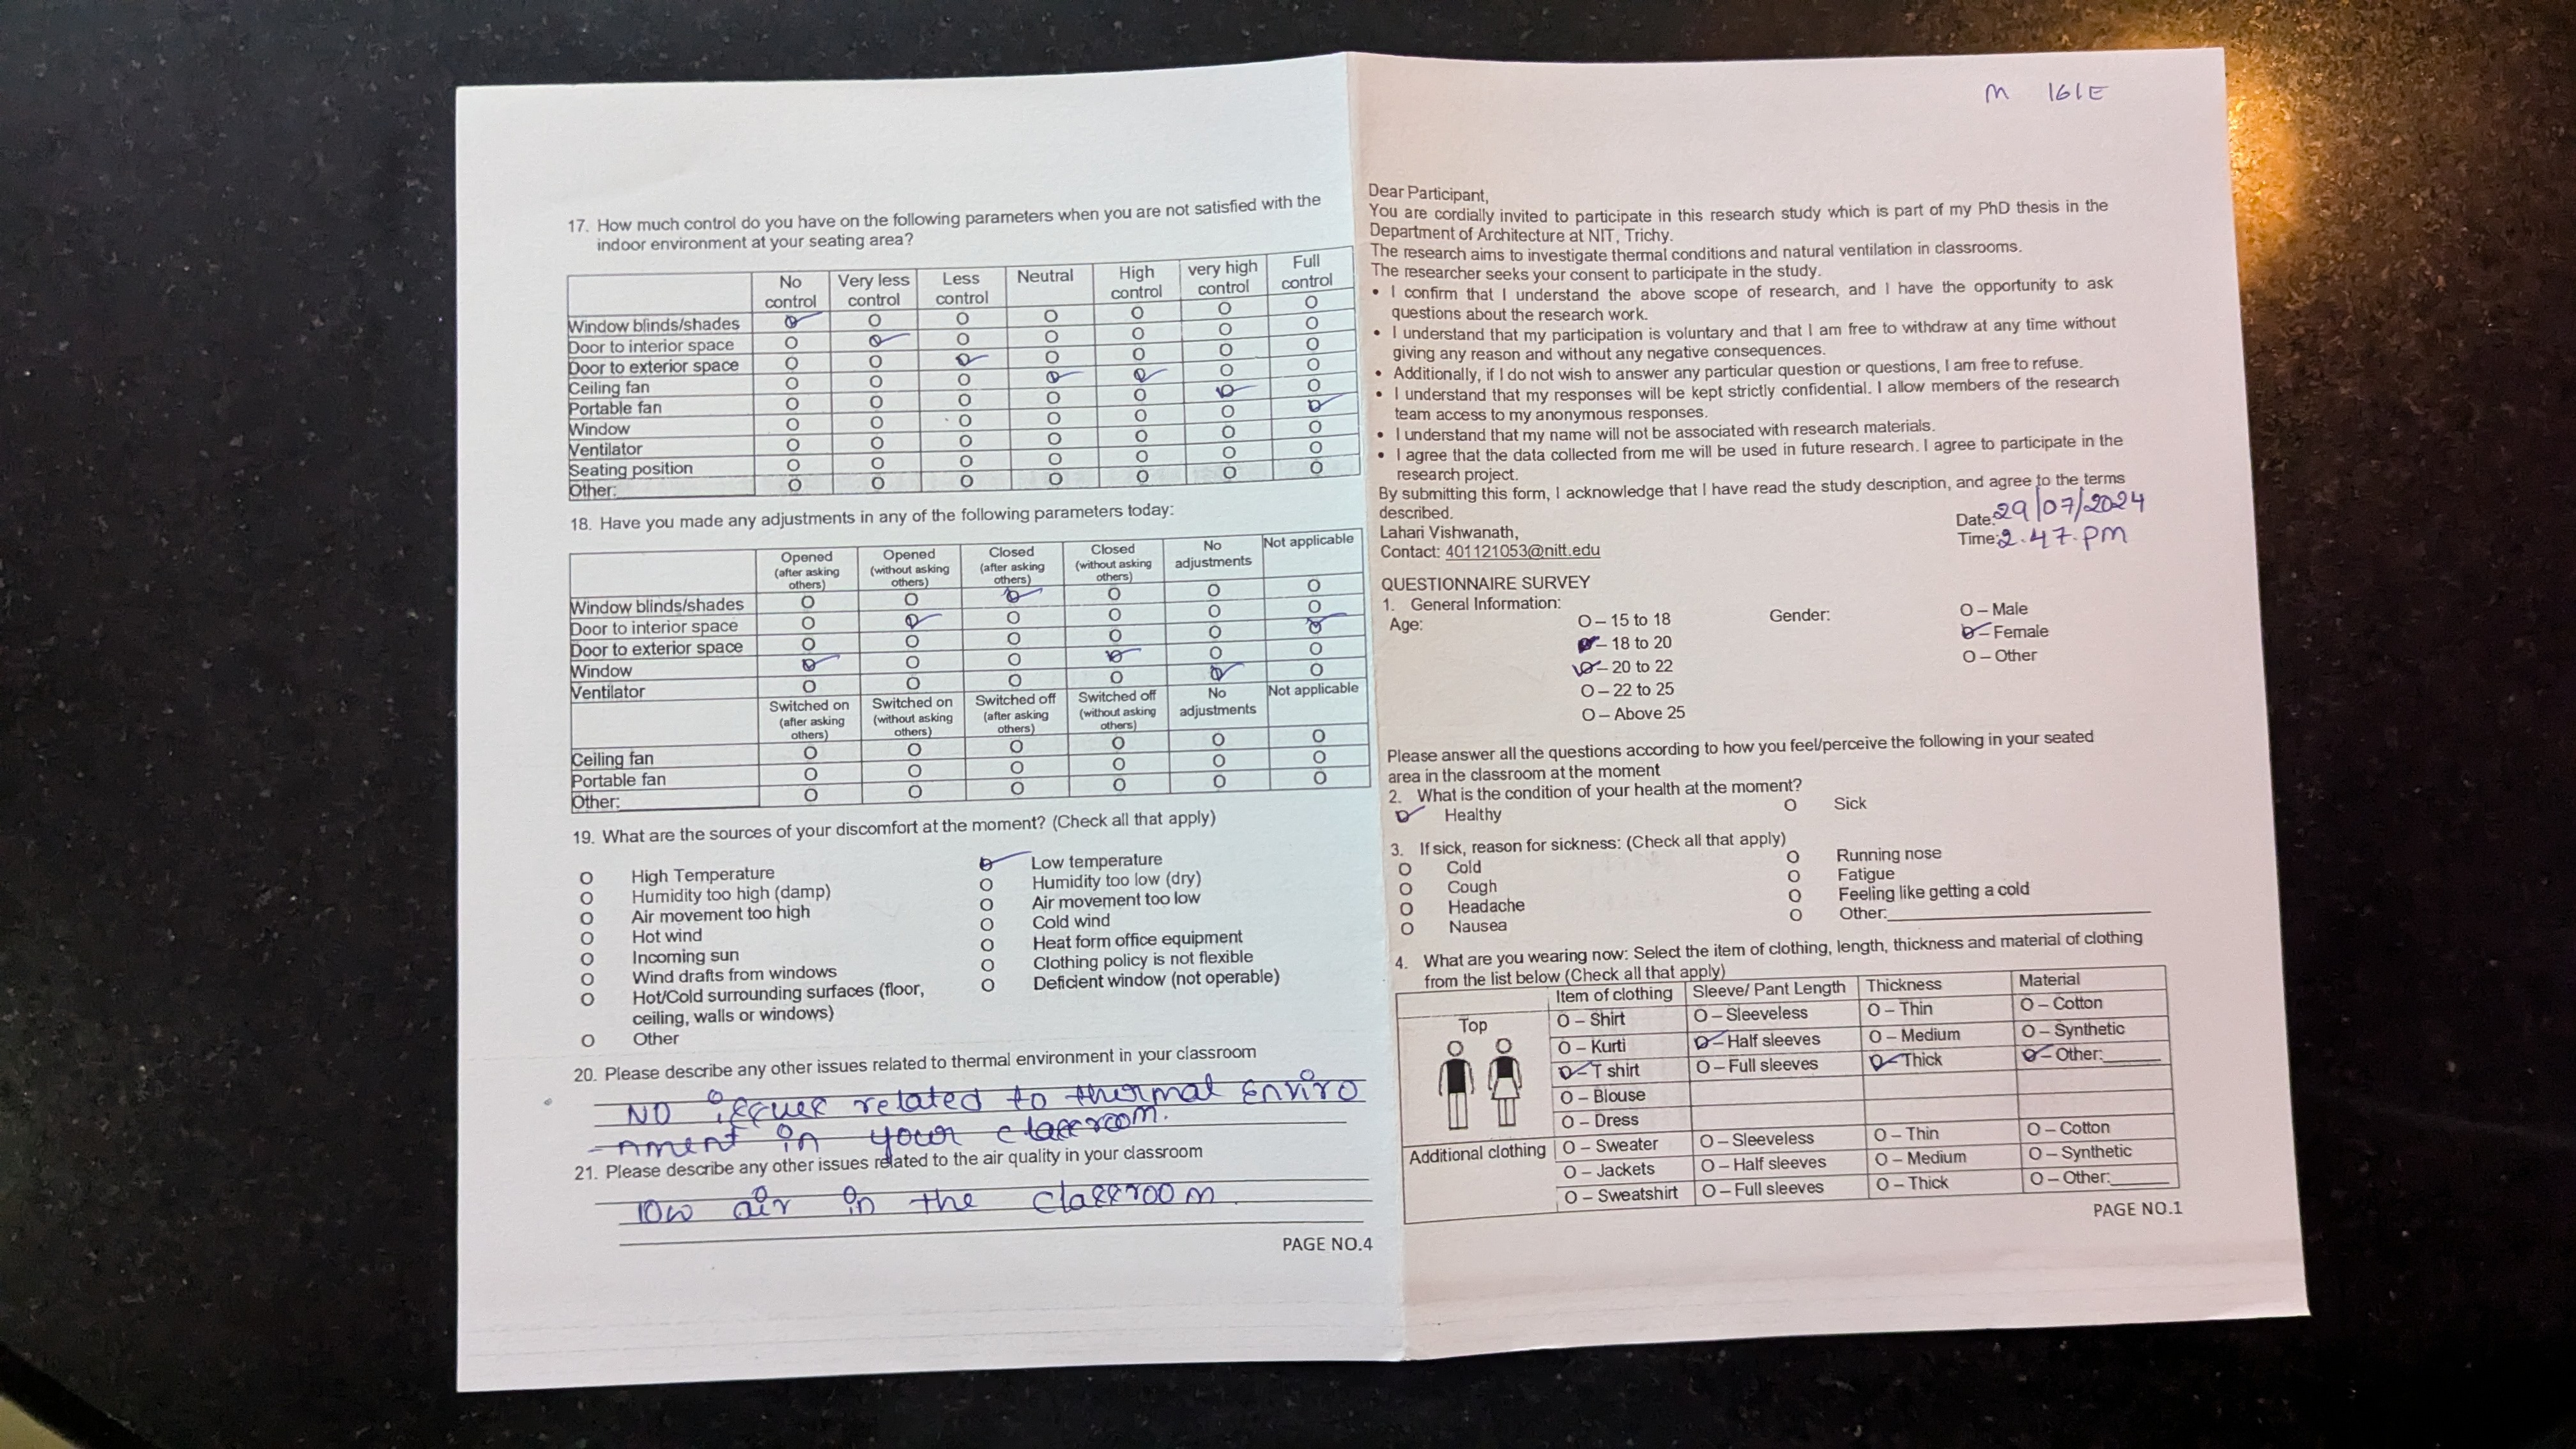 17. How much control do you have on the following parameters when you are not satisfied with the
indoor environment at your seating area?
No control Very less control Less control Neutral High control very high control Full control
Window blinds/shades O O O O O O O
Door to interior space O O O O O O O
Door to exterior space O O O O O O O
Ceiling fan O O O O O O O
Portable fan O O O O O O O
Window O O O O O O O
Ventilator O O O O O O O
Seating position O O O O O O O
Other: O O O O O O O
18. Have you made any adjustments in any of the following parameters today:
Opened (after asking others) Opened (without asking others) Closed (after asking others) Closed (without asking others) No adjustments Not applicable
Window blinds/shades O O O O O O
Door to interior space O O O O O O
Door to exterior space O O O O O O
Window O O O O O O
Ventilator O O O O O O
Switched on (after asking others) Switched on (without asking others) Switched off (after asking others) Switched off (without asking others) No adjustments Not applicable
Ceiling fan O O O O O O
Portable fan O O O O O O
Other: O O O O O O
19. What are the sources of your discomfort at the moment? (Check all that apply)
O High Temperature
O Humidity too high (damp)
O Air movement too high
O Hot wind
O Incoming sun
O Wind drafts from windows
O Hot/Cold surrounding surfaces (floor,
ceiling, walls or windows)
O Other
O Low temperature
O Humidity too low (dry)
O Air movement too low
O Cold wind
O Heat form office equipment
O Clothing policy is not flexible
O Deficient window (not operable)
20. Please describe any other issues related to thermal environment in your classroom
NO issues related to thermal enviro
nment in your classroom.
21. Please describe any other issues related to the air quality in your classroom
low air in the classroom
PAGE NO.4
M 161E
Dear Participant,
You are cordially invited to participate in this research study which is part of my PhD thesis in the
Department of Architecture at NIT, Trichy.
The research aims to investigate thermal conditions and natural ventilation in classrooms.
The researcher seeks your consent to participate in the study.
• I confirm that I understand the above scope of research, and I have the opportunity to ask
questions about the research work.
• I understand that my participation is voluntary and that I am free to withdraw at any time without
giving any reason and without any negative consequences.
• Additionally, if I do not wish to answer any particular question or questions, I am free to refuse.
• I understand that my responses will be kept strictly confidential. I allow members of the research
team access to my anonymous responses.
• I understand that my name will not be associated with research materials.
• I agree that the data collected from me will be used in future research. I agree to participate in the
research project.
By submitting this form, I acknowledge that I have read the study description, and agree to the terms
described.
Date: 29/07/2024
Lahari Vishwanath,
Time: 2.47.pm
Contact: 401121053@nitt.edu
QUESTIONNAIRE SURVEY
1. General Information:
Age:
O – 15 to 18
O – 18 to 20
O – 20 to 22
O – 22 to 25
O – Above 25
Gender:
O – Male
O – Female
O – Other
Please answer all the questions according to how you feel/perceive the following in your seated
area in the classroom at the moment
2. What is the condition of your health at the moment?
O Healthy O Sick
3. If sick, reason for sickness: (Check all that apply)
O Cold O Running nose
O Cough O Fatigue
O Headache O Feeling like getting a cold
O Nausea O Other:
4. What are you wearing now: Select the item of clothing, length, thickness and material of clothing
from the list below (Check all that apply)
Item of clothing Sleeve/ Pant Length Thickness Material
Top O – Shirt O – Sleeveless O – Thin O – Cotton
O – Kurti O – Half sleeves O – Medium O – Synthetic
O – T shirt O – Full sleeves O – Thick O – Other:
O – Blouse
O – Dress
Additional clothing O – Sweater O – Sleeveless O – Thin O – Cotton
O – Jackets O – Half sleeves O – Medium O – Synthetic
O – Sweatshirt O – Full sleeves O – Thick O – Other:
PAGE NO.1